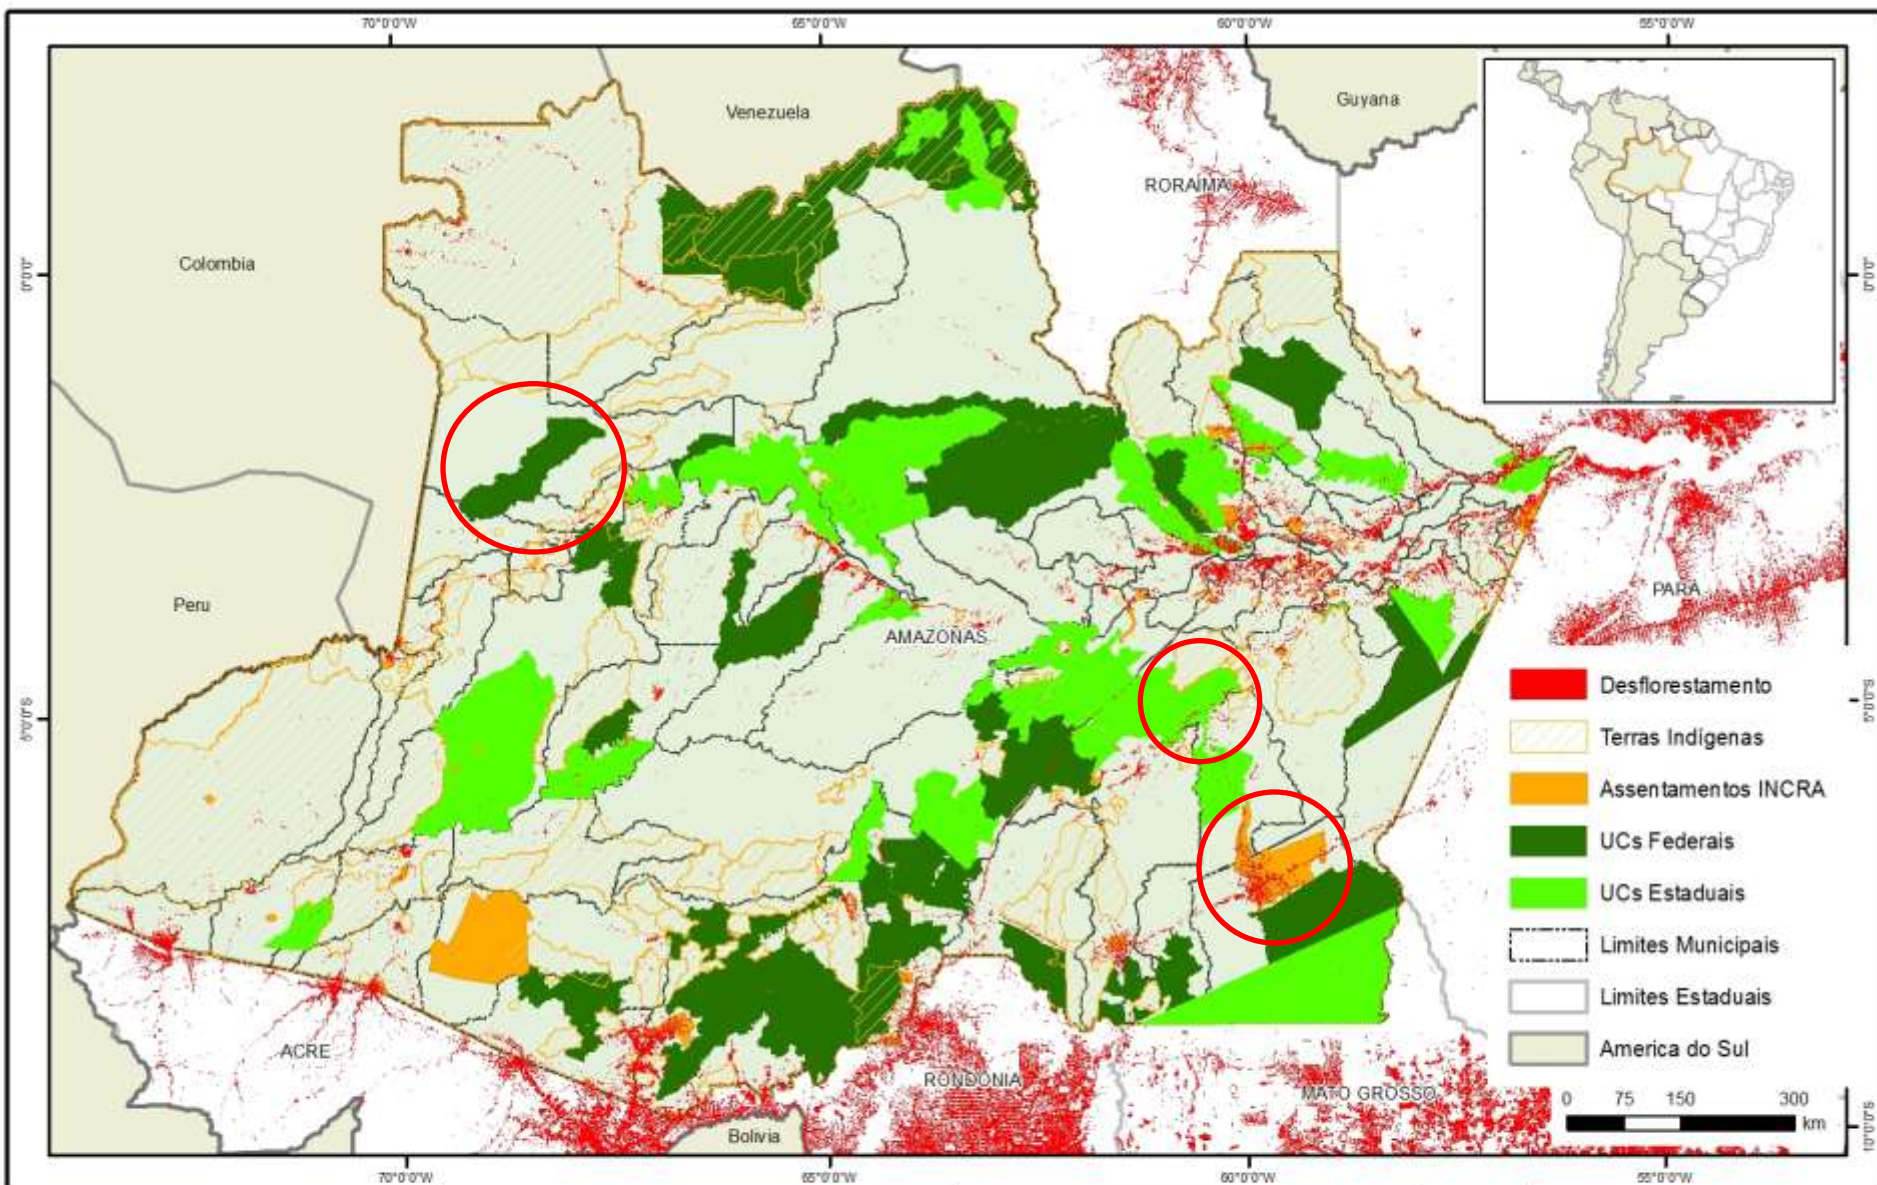 70°0'0"W 65°0'0"W 60°0'0"W 55°0'0"W
Venezuela
Guyana
RORAIMA
Colombia
0°0'0" 0°0'0"
Peru
AMAZONAS
PARÁ
5°0'0"S 5°0'0"S
Desflorestamento
Terras Indígenas
Assentamentos INCRA
UCs Federais
UCs Estaduais
Limites Municipais
Limites Estaduais
America do Sul
ACRE
RONDONIA
MATO GROSSO
Bolivia
0 75 150 300
km
10°0'0"S
70°0'0"W 65°0'0"W 60°0'0"W 55°0'0"W